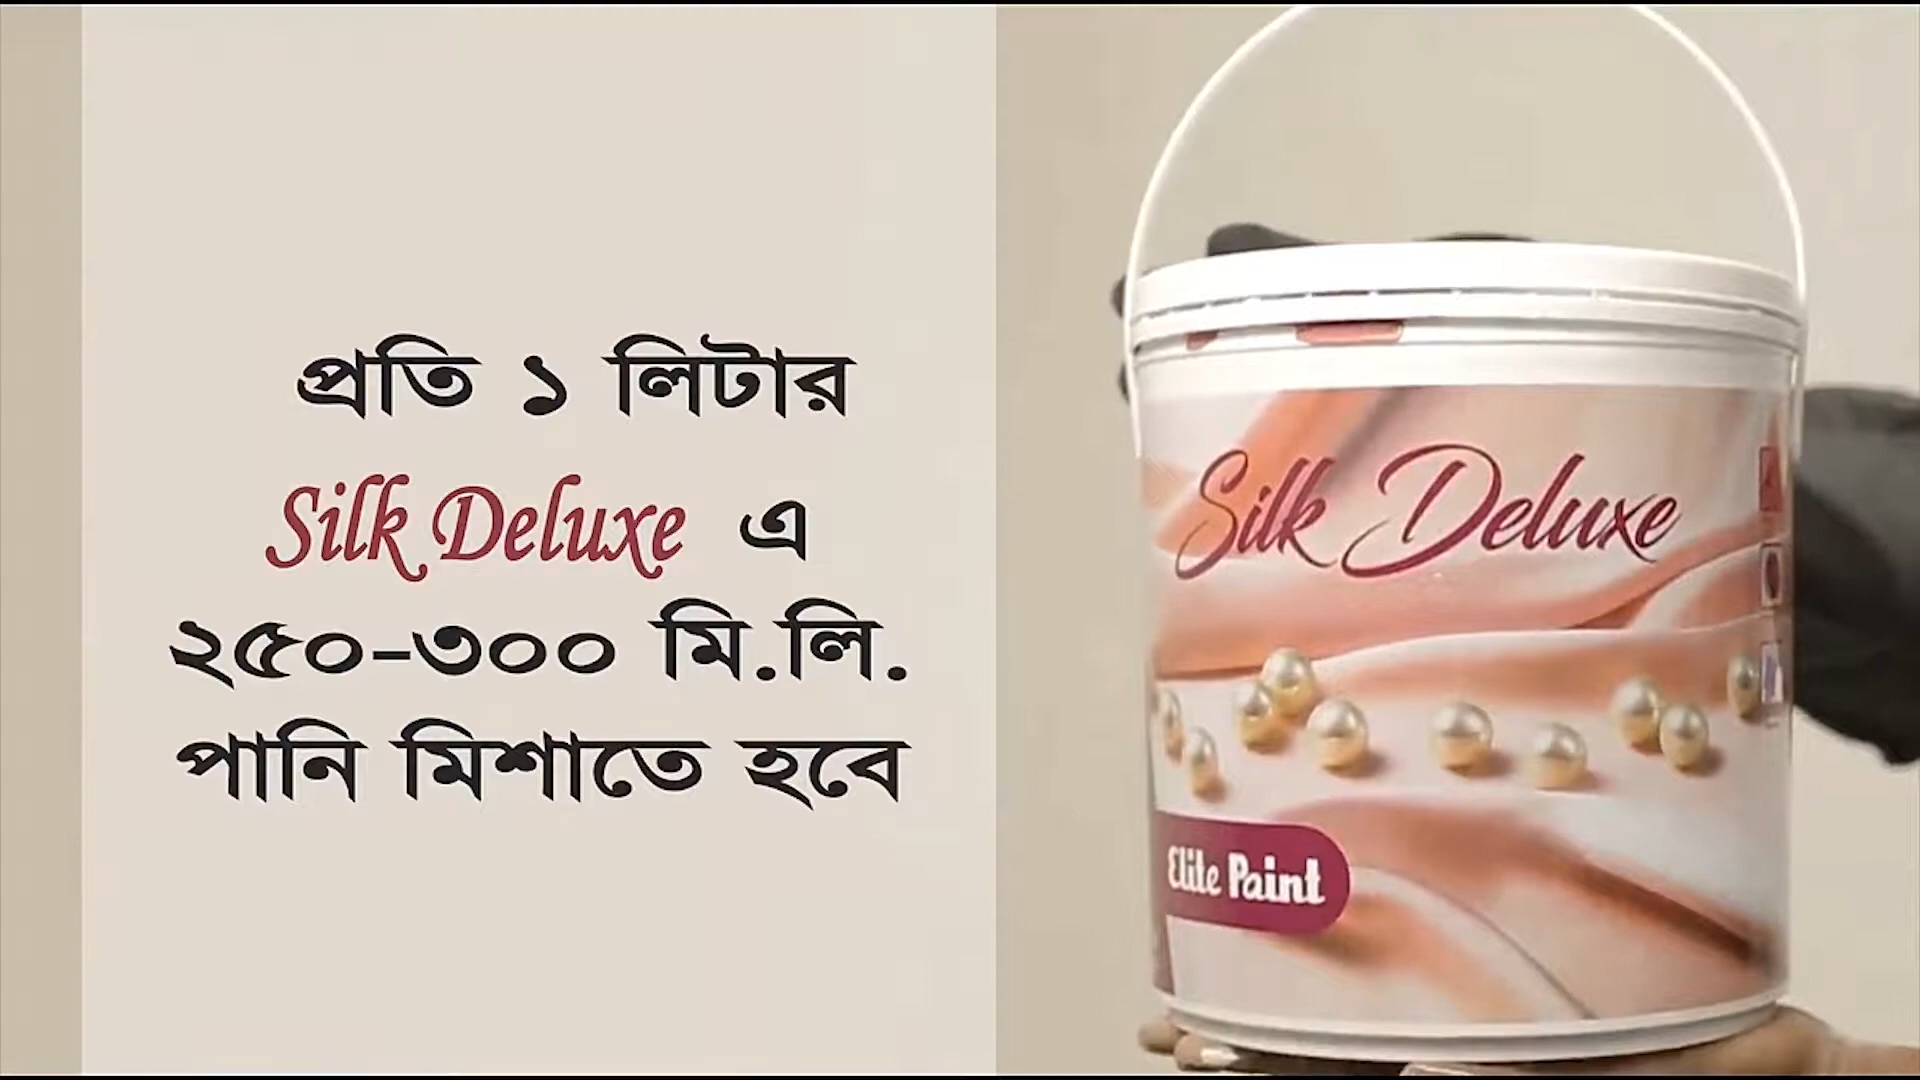 প্রতি ১ লিটার
Silk Deluxe এ
২৫০-৩০০ মি.লি.
পানি মিশাতে হবে
Silk Deluxe
Elite Paint